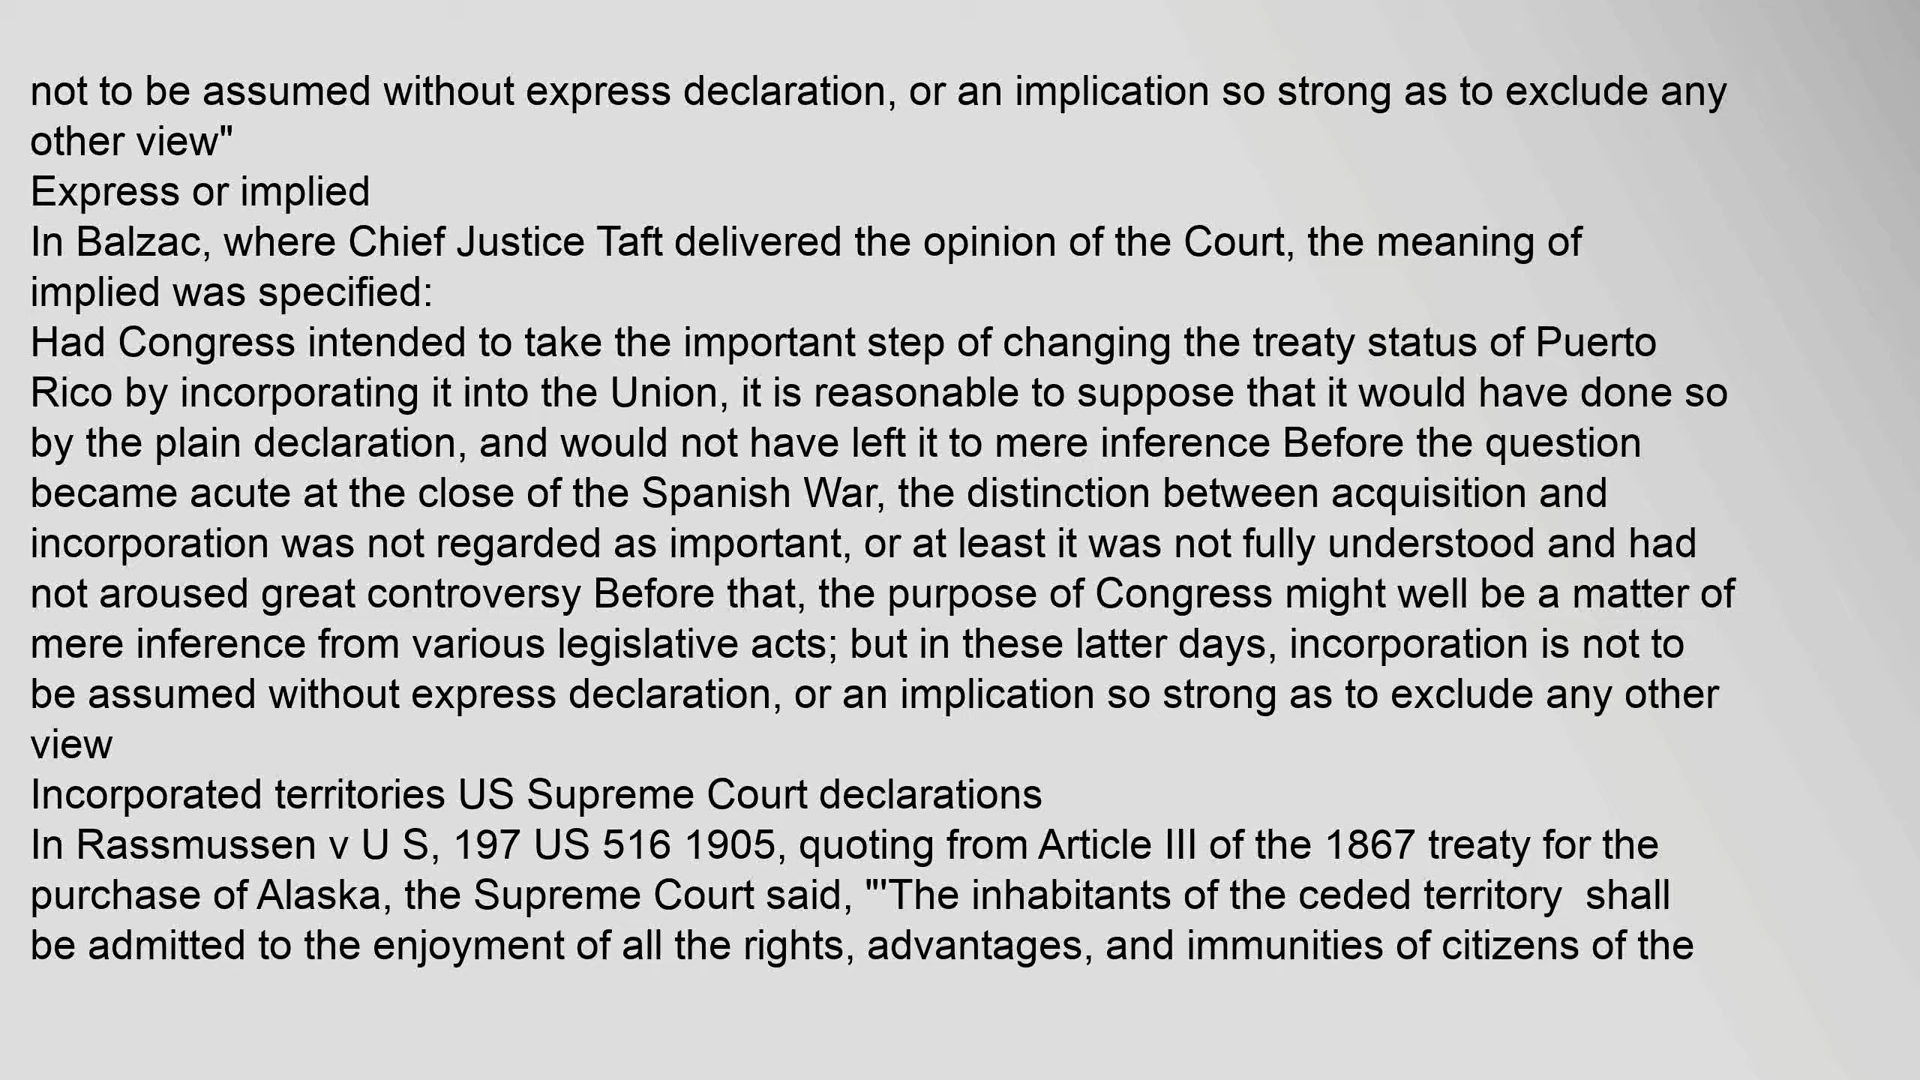 not to be assumed without express declaration, or an implication so strong as to exclude any
other view"
Express or implied
In Balzac, where Chief Justice Taft delivered the opinion of the Court, the meaning of
implied was specified:
Had Congress intended to take the important step of changing the treaty status of Puerto
Rico by incorporating it into the Union, it is reasonable to suppose that it would have done so
by the plain declaration, and would not have left it to mere inference Before the question
became acute at the close of the Spanish War, the distinction between acquisition and
incorporation was not regarded as important, or at least it was not fully understood and had
not aroused great controversy Before that, the purpose of Congress might well be a matter of
mere inference from various legislative acts; but in these latter days, incorporation is not to
be assumed without express declaration, or an implication so strong as to exclude any other
view
Incorporated territories US Supreme Court declarations
In Rassmussen v U S, 197 US 516 1905, quoting from Article III of the 1867 treaty for the
purchase of Alaska, the Supreme Court said, "'The inhabitants of the ceded territory  shall
be admitted to the enjoyment of all the rights, advantages, and immunities of citizens of the